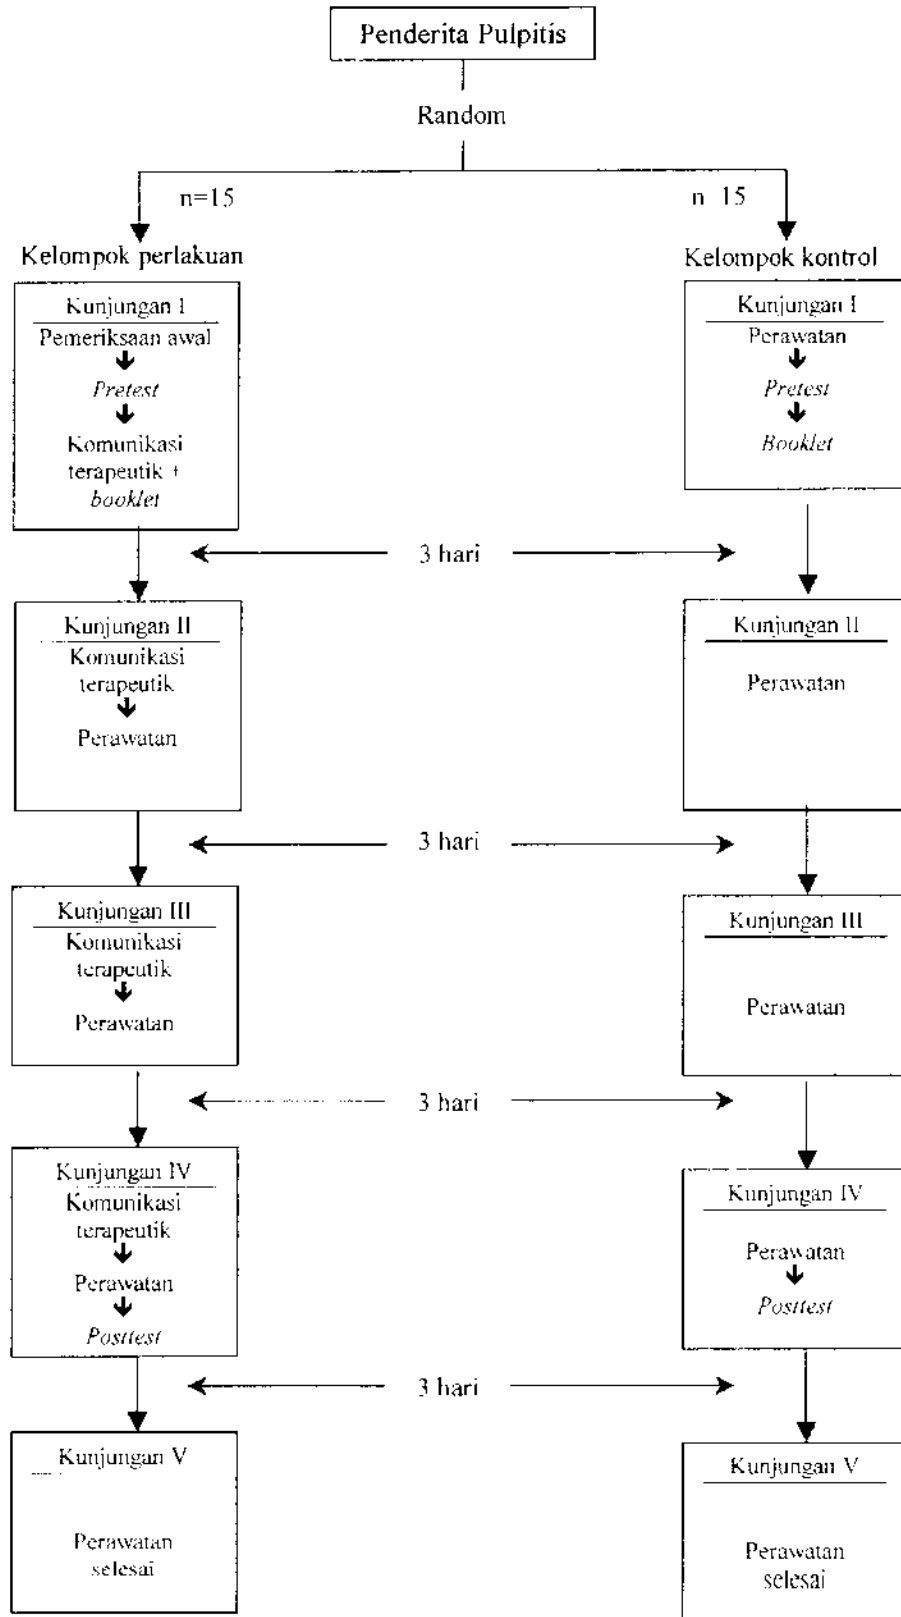 Penderita Pulpitis
Random
n=15
n 15
Kelompok perlakuan
Kelompok kontrol
Kunjungan I
Pemeriksaan awal
Pretest
Komunikasi
terapeutik +
booklet
Kunjungan I
Perawatan
Pretest
Booklet
3 hari
Kunjungan II
Komunikasi
terapeutik
Perawatan
Kunjungan II
Perawatan
3 hari
Kunjungan III
Komunikasi
terapeutik
Perawatan
Kunjungan III
Perawatan
3 hari
Kunjungan IV
Komunikasi
terapeutik
Perawatan
Posttest
Kunjungan IV
Perawatan
Posttest
3 hari
Kunjungan V
Perawatan
selesai
Kunjungan V
Perawatan
selesai